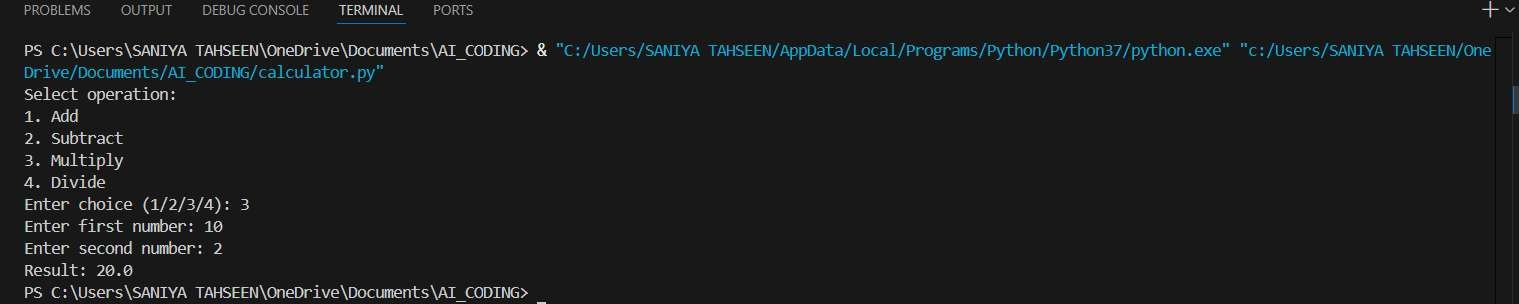 PROBLEMS OUTPUT DEBUG CONSOLE TERMINAL PORTS
PS C:\Users\SANIYA TAHSEEN\OneDrive\Documents\AI_CODING> & "C:/Users/SANIYA TAHSEEN/AppData/Local/Programs/Python/Python37/python.exe" "c:/Users/SANIYA TAHSEEN/One
Drive/Documents/AI_CODING/calculator.py"
Select operation:
1. Add
2. Subtract
3. Multiply
4. Divide
Enter choice (1/2/3/4): 3
Enter first number: 10
Enter second number: 2
Result: 20.0
PS C:\Users\SANIYA TAHSEEN\OneDrive\Documents\AI_CODING>